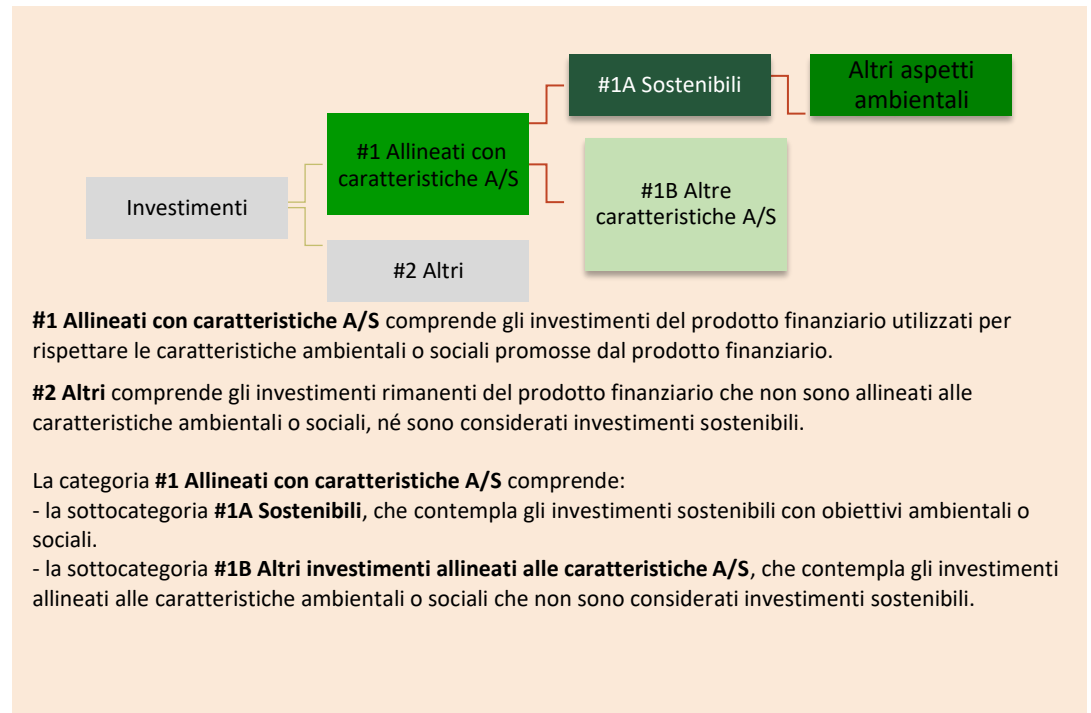 #1A Sostenibili
Altri aspetti
ambientali
#1 Allineati con
caratteristiche A/S
#1B Altre
caratteristiche A/S
Investimenti
#2 Altri
#1 Allineati con caratteristiche A/S comprende gli investimenti del prodotto finanziario utilizzati per
rispettare le caratteristiche ambientali o sociali promosse dal prodotto finanziario.
#2 Altri comprende gli investimenti rimanenti del prodotto finanziario che non sono allineati alle
caratteristiche ambientali o sociali, né sono considerati investimenti sostenibili.
La categoria #1 Allineati con caratteristiche A/S comprende:
- la sottocategoria #1A Sostenibili, che contempla gli investimenti sostenibili con obiettivi ambientali o
sociali.
- la sottocategoria #1B Altri investimenti allineati alle caratteristiche A/S, che contempla gli investimenti
allineati alle caratteristiche ambientali o sociali che non sono considerati investimenti sostenibili.